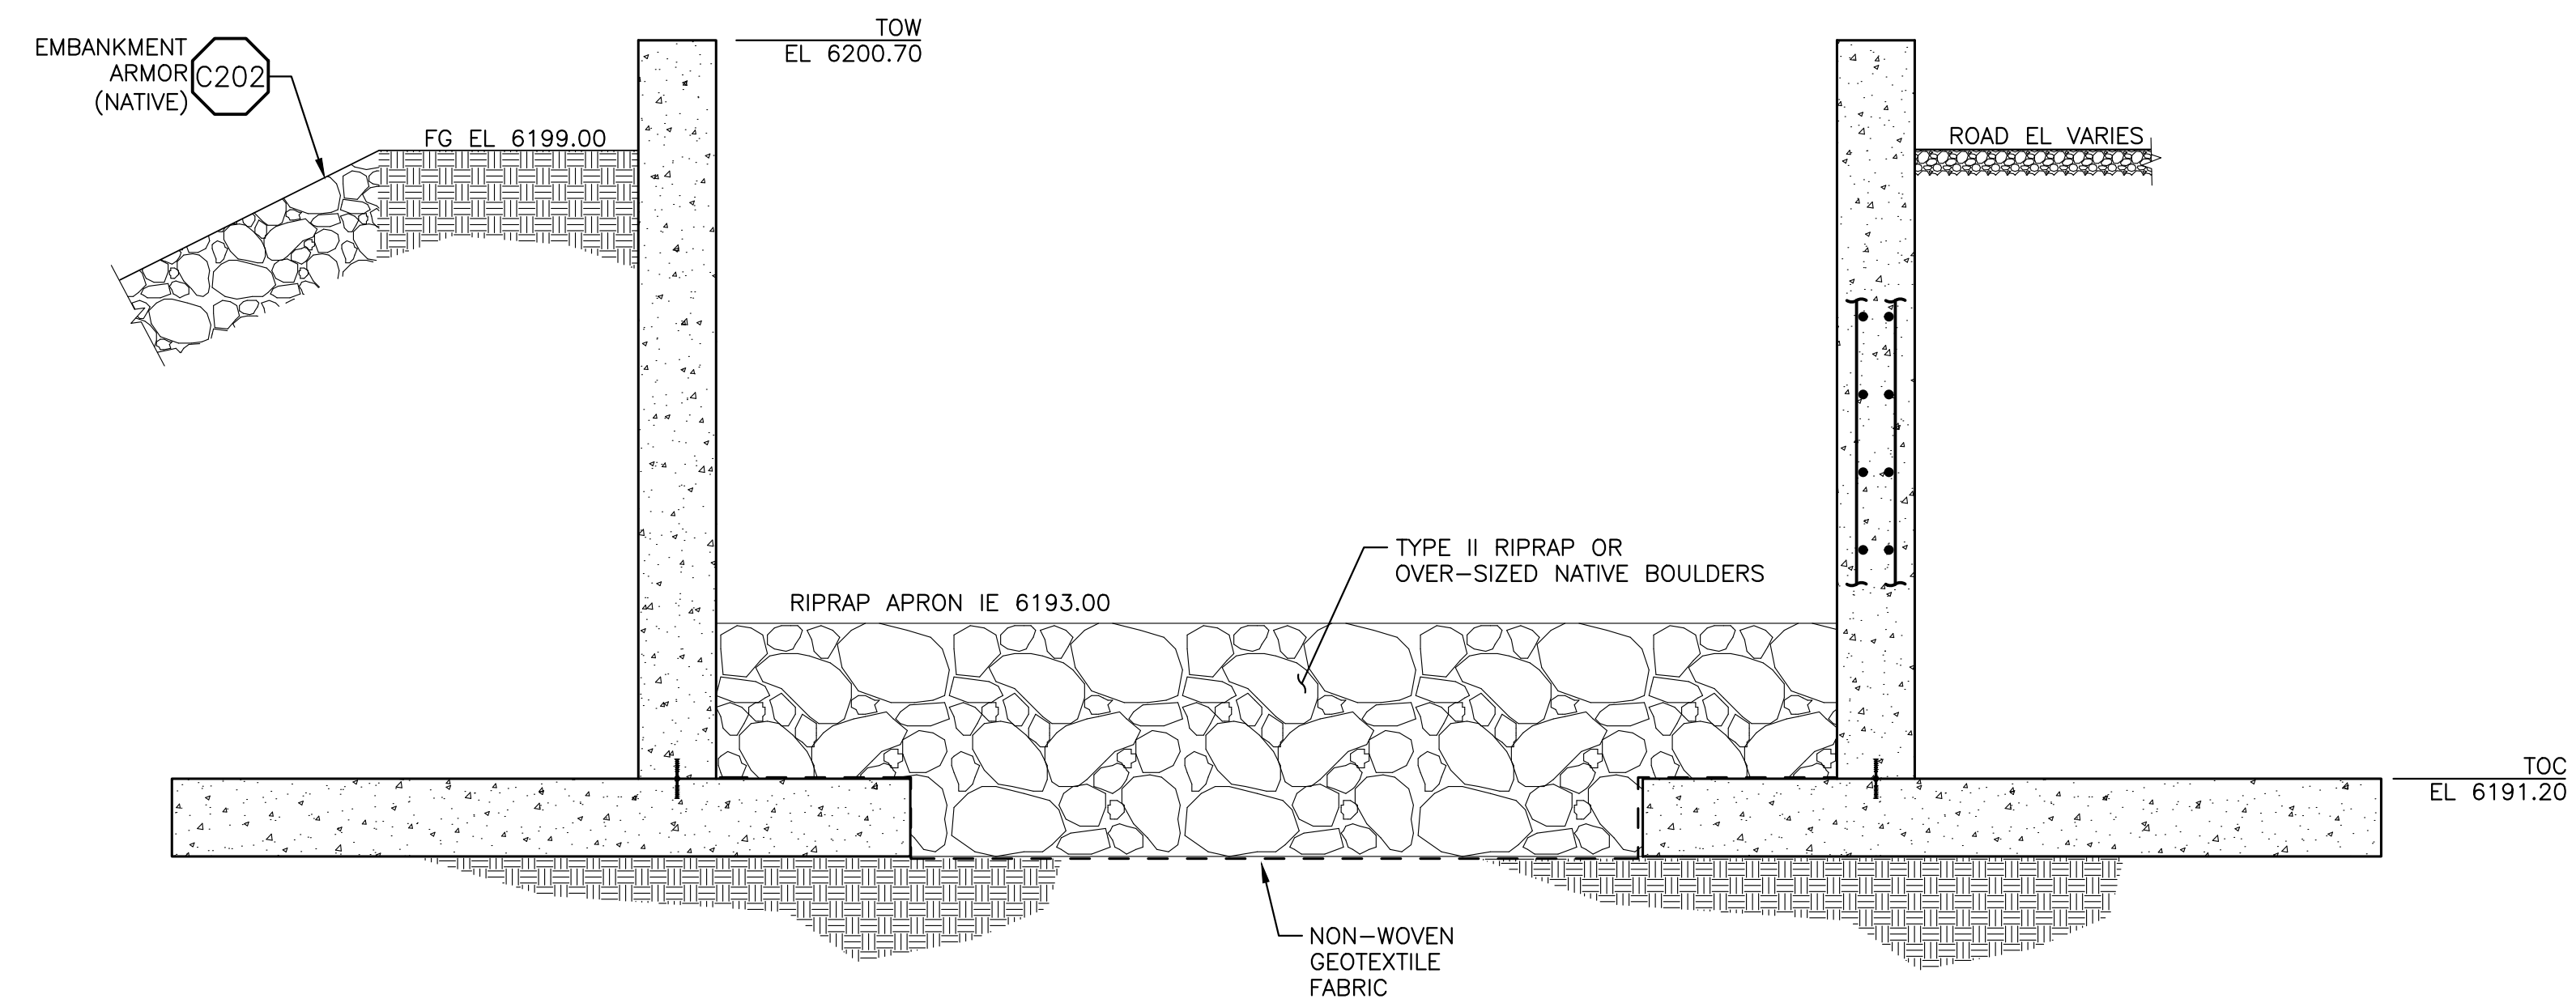 EMBANKMENT
ARMOR
(NATIVE)
C202
TOW
EL 6200.70
FG EL 6199.00
ROAD EL VARIES
TYPE II RIPRAP OR
OVER-SIZED NATIVE BOULDERS
RIPRAP APRON IE 6193.00
TOC
EL 6191.20
NON-WOVEN
GEOTEXTILE
FABRIC